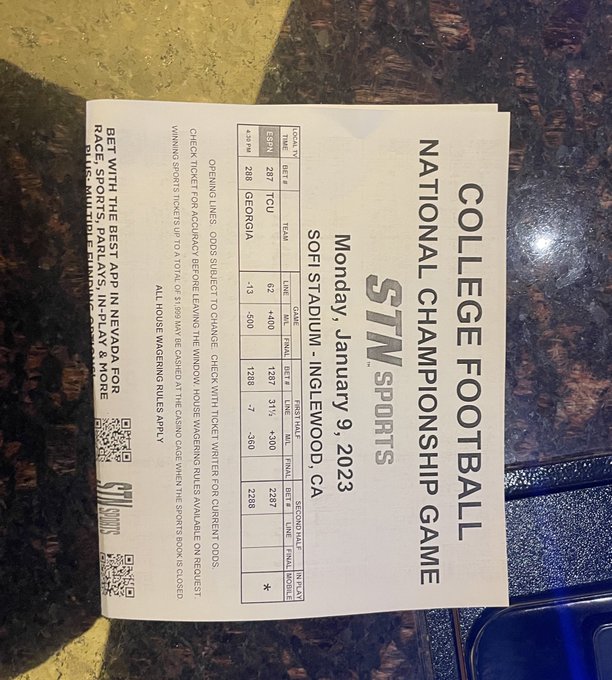 COLLEGE FOOTBALL
NATIONAL CHAMPIONSHIP GAME
STN SPORTS™
Monday, January 9, 2023
SOFI STADIUM - INGLEWOOD, CA
LOCAL TV GAME FIRST HALF SECOND HALF IN PLAY
TIME BET # TEAM LINE M/L FINAL BET # LINE M/L FINAL BET # LINE FINAL MOBILE
ESPN 287 TCU 62 +400 1287 31½ +300 2287 *
4:30 PM 288 GEORGIA -13 -500 1288 -7 -360 2288
OPENING LINES. ODDS SUBJECT TO CHANGE. CHECK WITH TICKET WRITER FOR CURRENT ODDS.
CHECK TICKET FOR ACCURACY BEFORE LEAVING THE WINDOW. HOUSE WAGERING RULES AVAILABLE ON REQUEST.
WINNING SPORTS TICKETS UP TO A TOTAL OF $1,999 MAY BE CASHED AT THE CASINO CAGE WHEN THE SPORTS BOOK IS CLOSED.
ALL HOUSE WAGERING RULES APPLY
BET WITH THE BEST APP IN NEVADA FOR
RACE, SPORTS, PARLAYS, IN-PLAY & MORE
PLUS, MULTIPLE FUNDING OPTIONS!
STN SPORTS